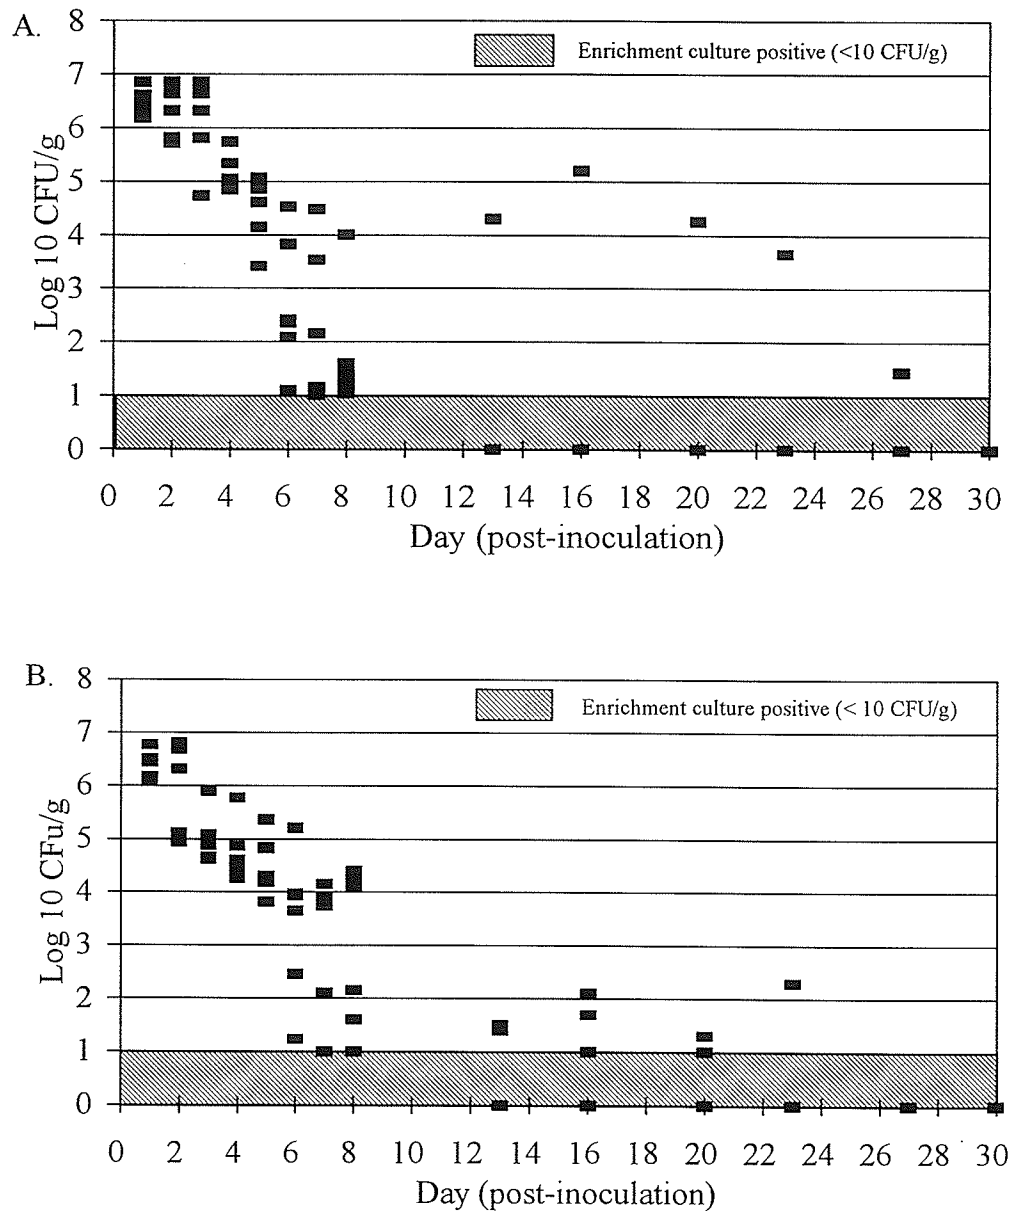 A.
Enrichment culture positive (<10 CFU/g)
8
7
6
5
4
3
2
1
0
Log 10 CFU/g
0 2 4 6 8 10 12 14 16 18 20 22 24 26 28 30
Day (post-inoculation)
B.
Enrichment culture positive (< 10 CFU/g)
8
7
6
5
4
3
2
1
0
Log 10 CFu/g
0 2 4 6 8 10 12 14 16 18 20 22 24 26 28 30
Day (post-inoculation)